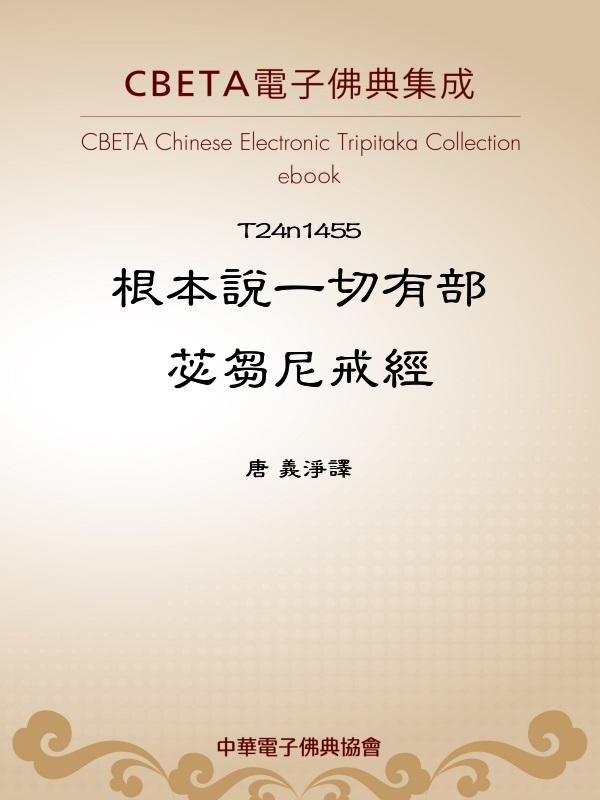 CBETA電子佛典集成
CBETA Chinese Electronic Tripitaka Collection
ebook
T24n1455
根本說一切有部
苾芻尼戒經
唐 義淨譯
中華電子佛典協會